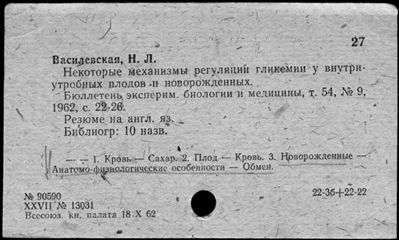 27
Василевская, Н. Л.
Некоторые механизмы регуляции гликемии у внутри-
утробных плодов и новорожденных.
Бюллетень эксперим. биологии и медицины, т. 54, № 9,
1962, с. 22-26.
Резюме на англ. яз.
Библиогр: 10 назв.
— — 1. Кровь — Сахар. 2. Плод — Кровь. 3. Новорожденные —
Анатомо-физиологические особенности — Обмен.
№ 90590
XXVII № 13031
Всесоюз. кн. палата 18 X 62
22-36+22-22